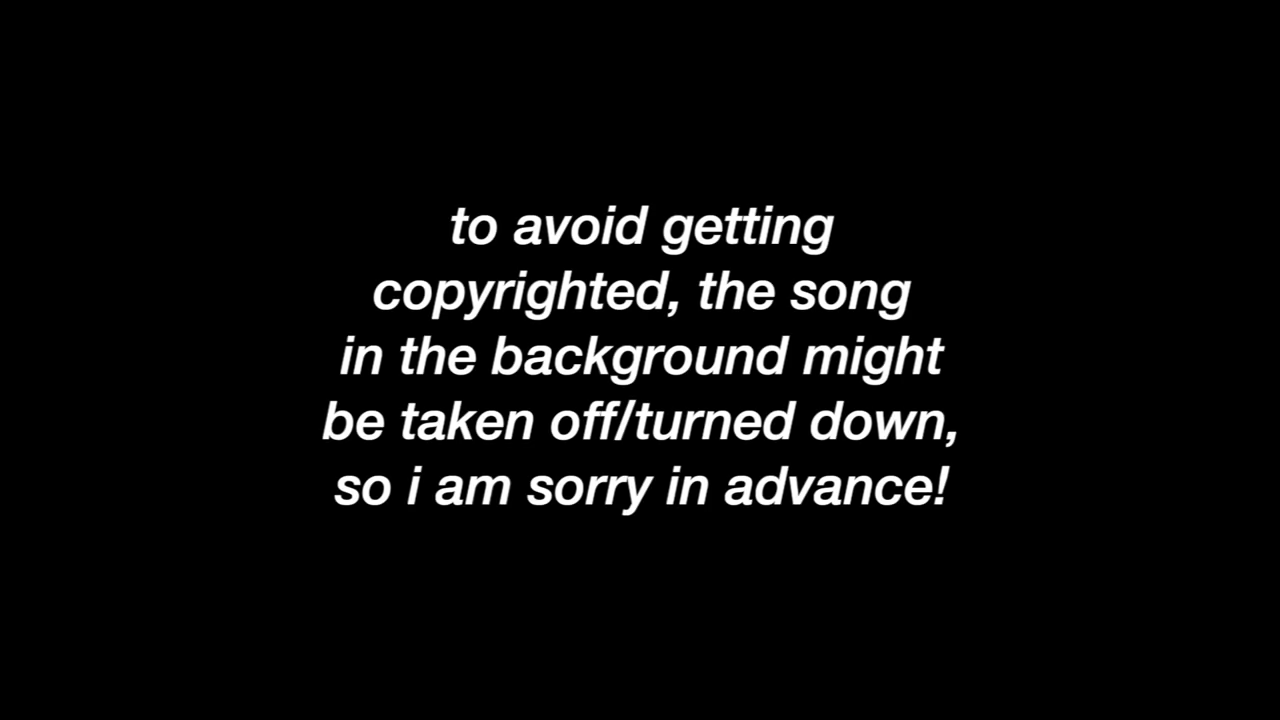 to avoid getting
copyrighted, the song
in the background might
be taken off/turned down,
so i am sorry in advance!